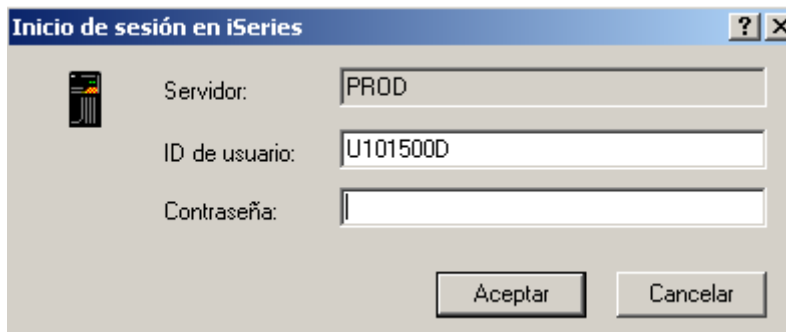 Inicio de sesión en iSeries
Servidor: PROD
ID de usuario: U101500D
Contraseña:
Aceptar Cancelar